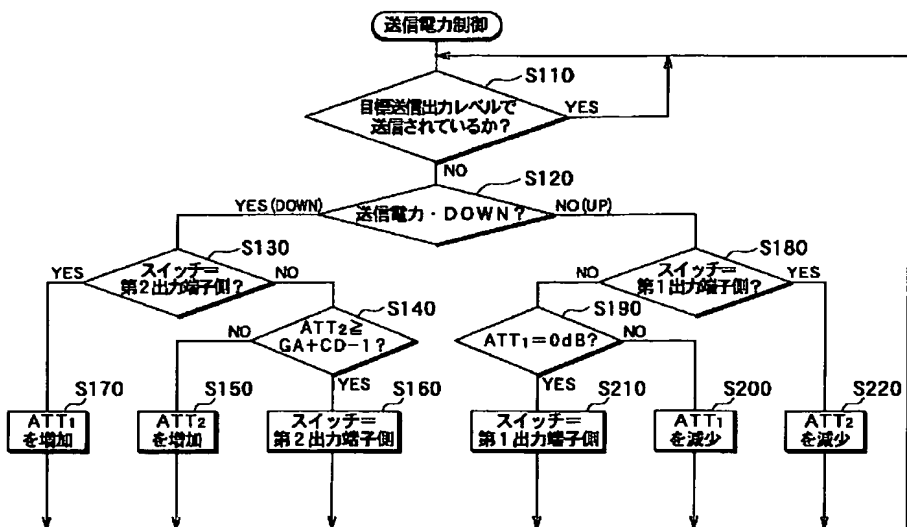 送信電力制御
S110
目標送信出力レベルで
送信されているか？
YES
NO
S120
送信電力・DOWN？
YES(DOWN)
NO(UP)
S130
スイッチ＝
第2出力端子側？
YES
NO
S180
スイッチ＝
第1出力端子側？
NO
YES
S140
ATT₂≧
GA+CD-1？
NO
YES
S190
ATT₁＝0dB？
NO
YES
S170
ATT₁
を増加
S150
ATT₂
を増加
S160
スイッチ＝
第2出力端子側
S210
スイッチ＝
第1出力端子側
S200
ATT₁
を減少
S220
ATT₂
を減少